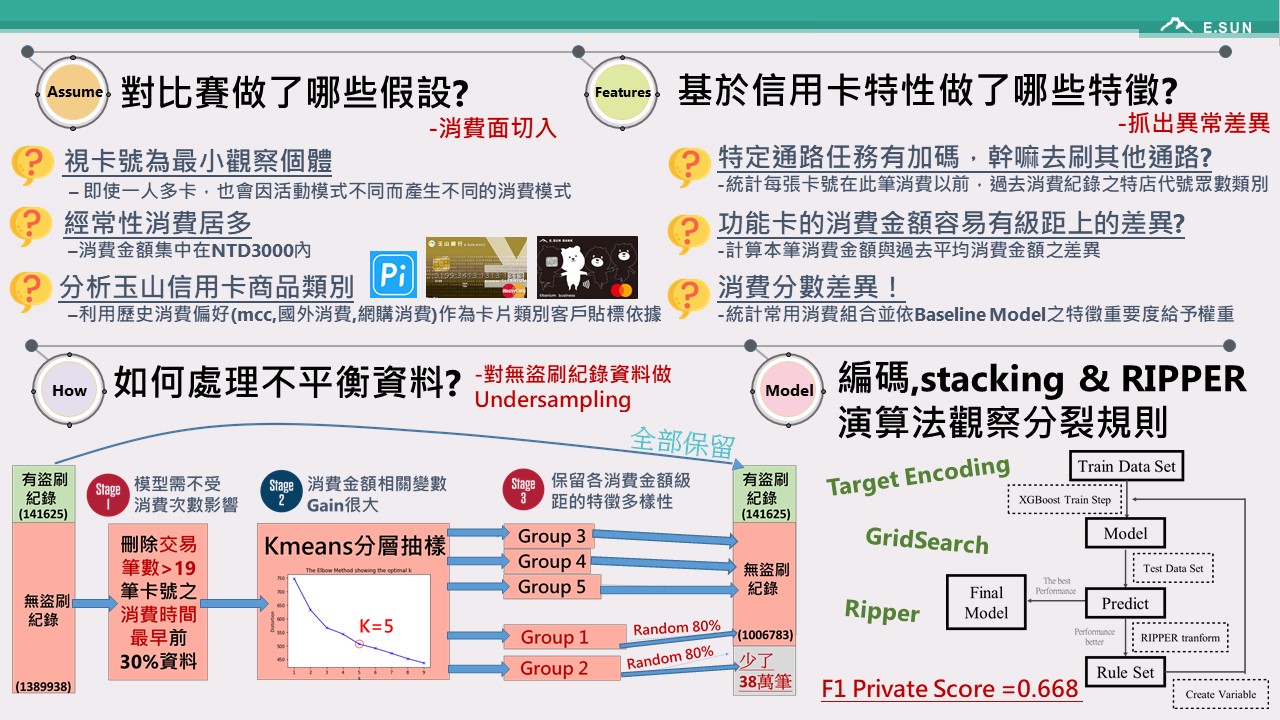 E.SUN
Assume
對比賽做了哪些假設?
-消費面切入
視卡號為最小觀察個體
–即使一人多卡，也會因活動模式不同而產生不同的消費模式
經常性消費居多
–消費金額集中在NTD3000內
分析玉山信用卡商品類別
–利用歷史消費偏好(mcc,國外消費,網購消費)作為卡片類別客戶貼標依據
Pi
玉山銀行
E.SUN BANK
Features
基於信用卡特性做了哪些特徵?
-抓出異常差異
特定通路任務有加碼，幹嘛去刷其他通路?
-統計每張卡號在此筆消費以前，過去消費紀錄之特店代號眾數類別
功能卡的消費金額容易有級距上的差異?
-計算本筆消費金額與過去平均消費金額之差異
消費分數差異！
-統計常用消費組合並依Baseline Model之特徵重要度給予權重
How
如何處理不平衡資料?
-對無盜刷紀錄資料做
Undersampling
全部保留
有盜刷
紀錄
(141625)
無盜刷
紀錄
(1389938)
Stage
1
模型需不受
消費次數影響
刪除交易
筆數>19
筆卡號之
消費時間
最早前
30%資料
Stage
2
消費金額相關變數
Gain很大
Kmeans分層抽樣
The Elbow Method showing the optimal k
Distortion
750
700
650
600
550
500
450
K=5
1 2 3 4 5 6 7 8 9
k
Stage
3
保留各消費金額級
距的特徵多樣性
Group 3
Group 4
Group 5
Group 1
Random 80%
Group 2
Random 80%
有盜刷
紀錄
(141625)
無盜刷
紀錄
(1006783)
少了
38萬筆
Model
編碼,stacking & RIPPER
演算法觀察分裂規則
Target Encoding
GridSearch
Ripper
F1 Private Score =0.668
Train Data Set
XGBoost Train Step
Model
Test Data Set
Final
Model
The best
Performance
Predict
Performance
better
RIPPER tranform
Rule Set
Create Variable